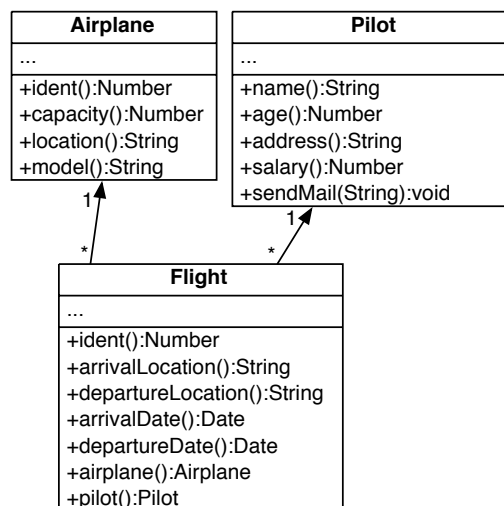 Airplane
...
+ident():Number
+capacity():Number
+location():String
+model():String
Pilot
...
+name():String
+age():Number
+address():String
+salary():Number
+sendMail(String):void
1
1
*
*
Flight
...
+ident():Number
+arrivalLocation():String
+departureLocation():String
+arrivalDate():Date
+departureDate():Date
+airplane():Airplane
+pilot():Pilot